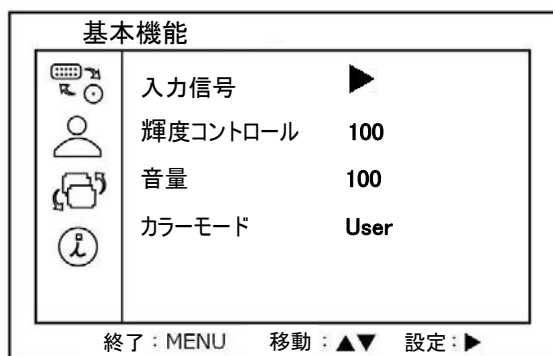 基本機能
入力信号 ▶
輝度コントロール 100
音量 100
カラーモード User
終了：MENU 移動：▲▼ 設定：▶